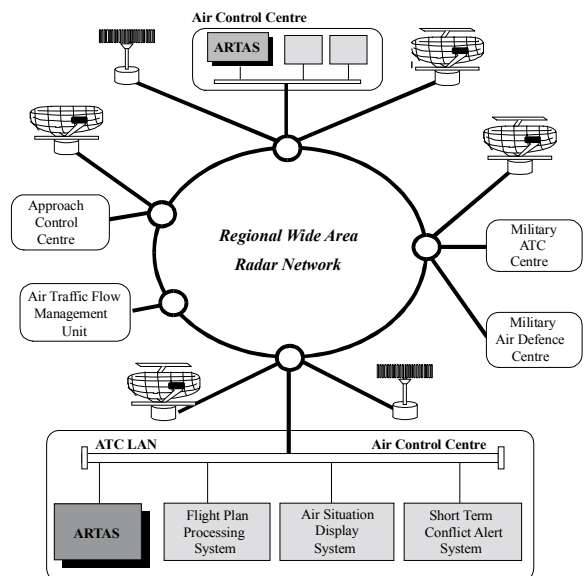 Air Control Centre
ARTAS
Approach
Control
Centre
Regional Wide Area
Radar Network
Military
ATC
Centre
Air Traffic Flow
Management
Unit
Military
Air Defence
Centre
ATC LAN
Air Control Centre
ARTAS
Flight Plan
Processing
System
Air Situation
Display
System
Short Term
Conflict Alert
System